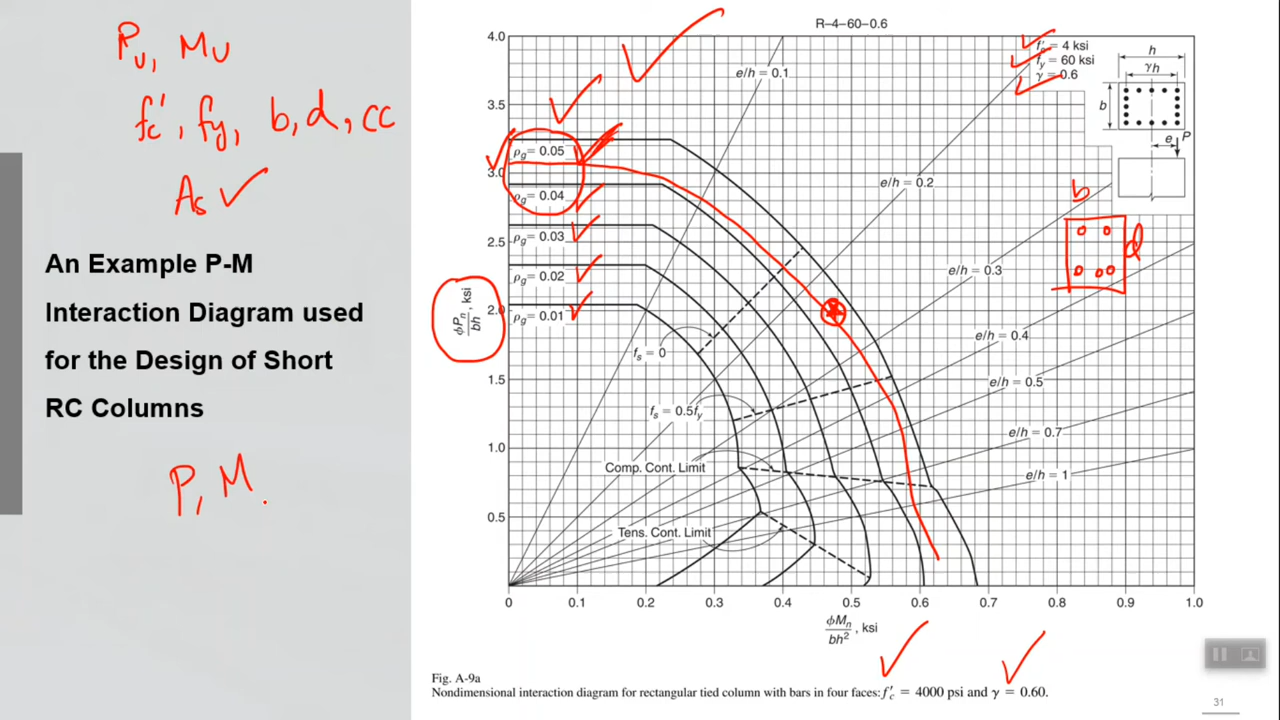 Pu, Mu
fc', fy, b, d, cc
As ✓
An Example P-M
Interaction Diagram used
for the Design of Short
RC Columns
P, M
R–4–60–0.6
f′c = 4 ksi
fy = 60 ksi
γ = 0.6
h
γh
b
e
P
b
d
4.0
3.5
3.0
2.5
2.0
1.5
1.0
0.5
ϕPn/bh, ksi
ρg= 0.05
ρg= 0.04
ρg= 0.03
ρg= 0.02
ρg= 0.01
e/h = 0.1
e/h = 0.2
e/h = 0.3
e/h = 0.4
e/h = 0.5
e/h = 0.7
e/h = 1
fs = 0
fs = 0.5fy
Comp. Cont. Limit
Tens. Cont. Limit
0 0.1 0.2 0.3 0.4 0.5 0.6 0.7 0.8 0.9 1.0
ϕMn/bh², ksi
Fig. A-9a
Nondimensional interaction diagram for rectangular tied column with bars in four faces: f′c = 4000 psi and γ = 0.60.
31